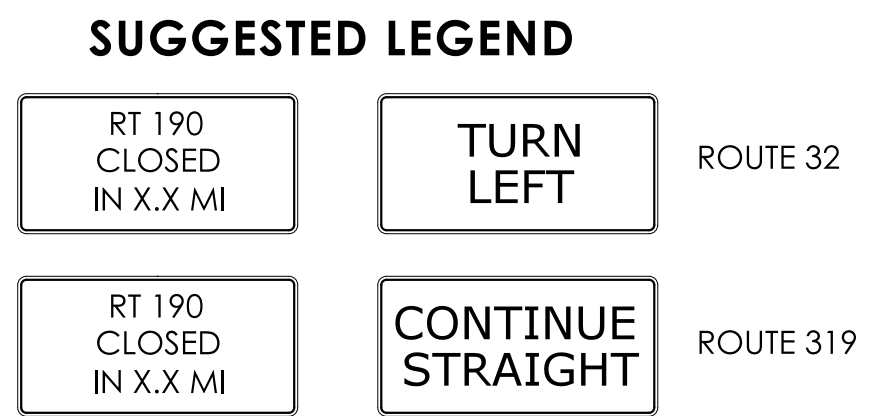 SUGGESTED LEGEND
RT 190
CLOSED
IN X.X MI
TURN
LEFT
ROUTE 32
RT 190
CLOSED
IN X.X MI
CONTINUE
STRAIGHT
ROUTE 319